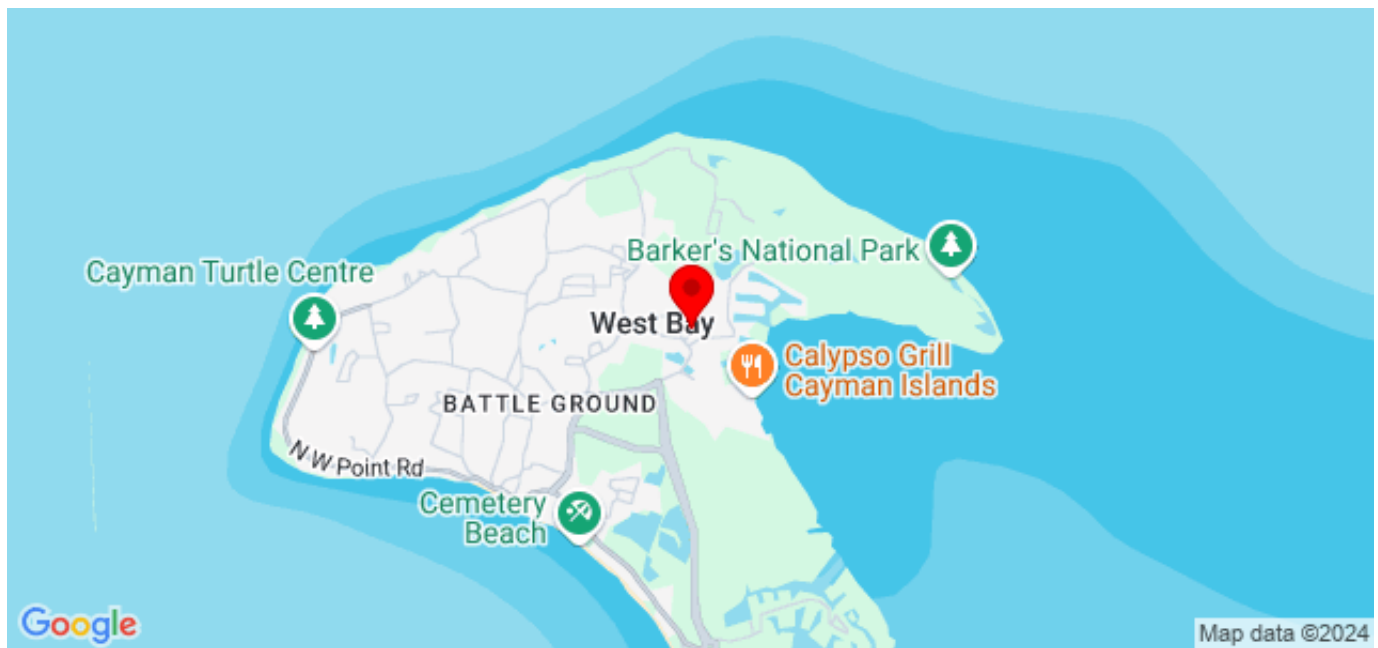 Barker's National Park
Cayman Turtle Centre
West Bay
Calypso Grill
Cayman Islands
BATTLE GROUND
N W Point Rd
Cemetery
Beach
Google
Map data ©2024